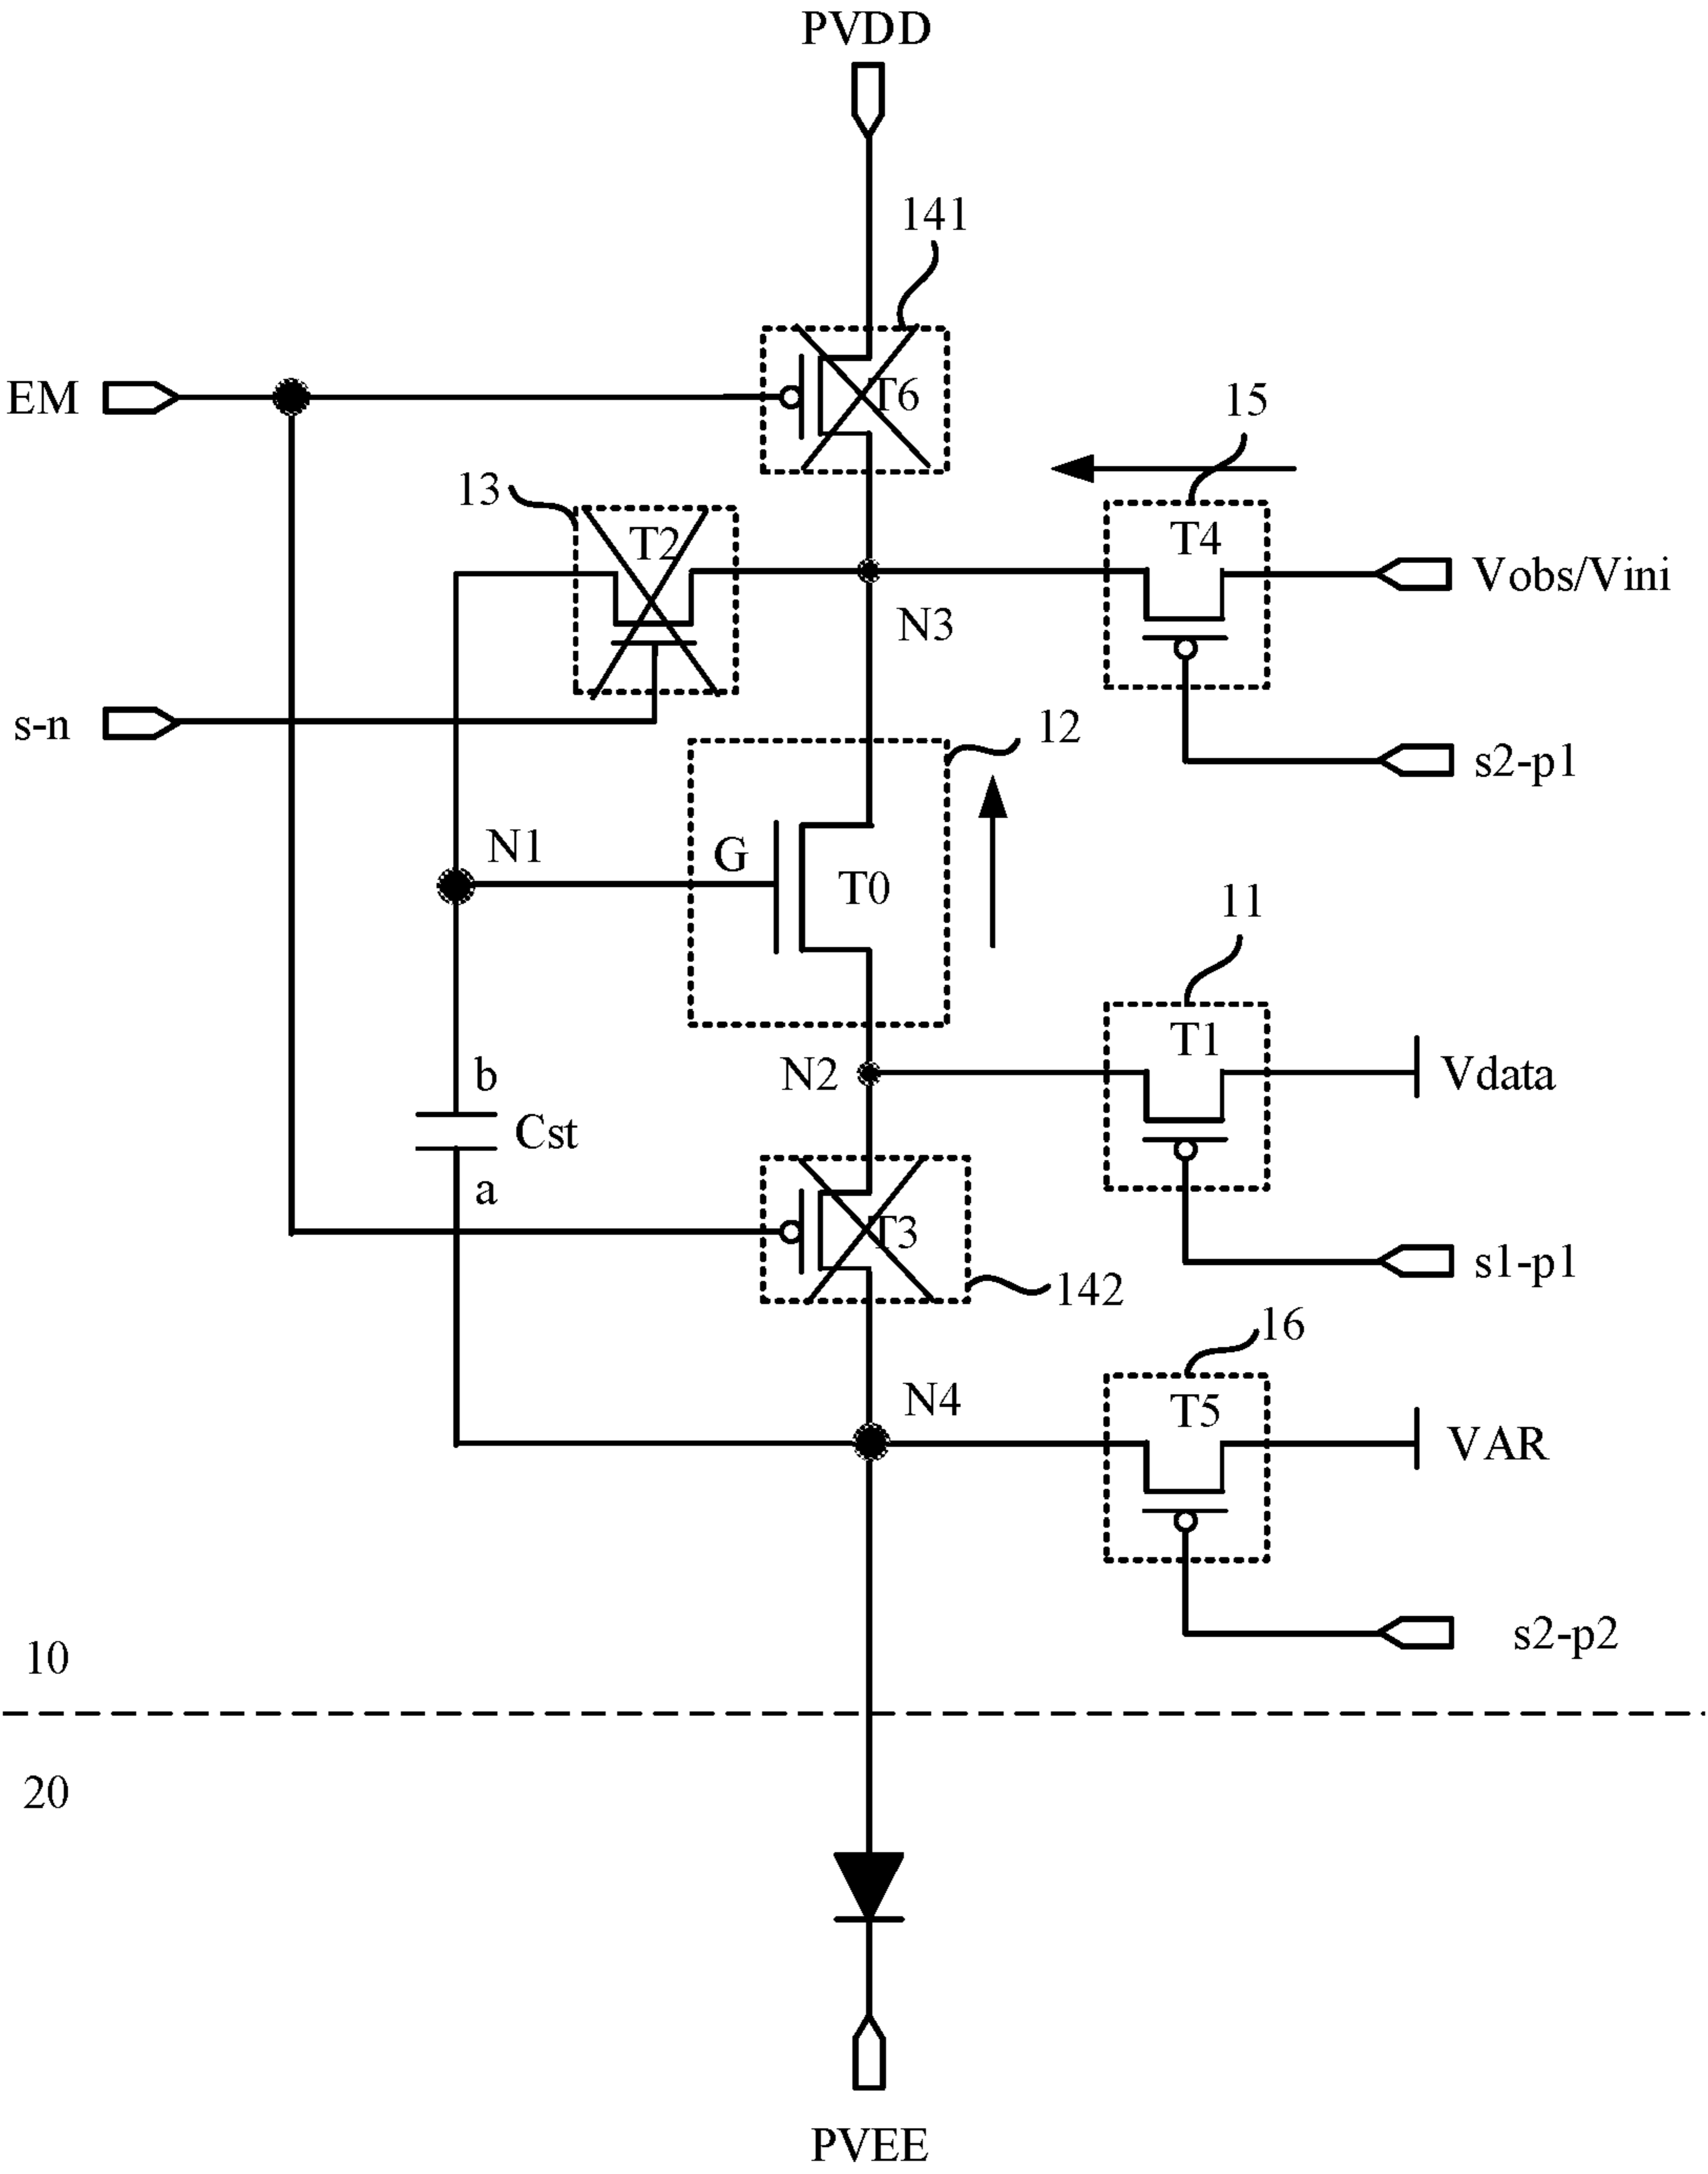 PVDD
141
EM
T6
15
13
T2
T4
Vobs/Vini
N3
s-n
12
s2-p1
N1
G
T0
11
T1
b
N2
Vdata
Cst
a
T3
s1-p1
142
16
N4
T5
VAR
s2-p2
10
20
PVEE